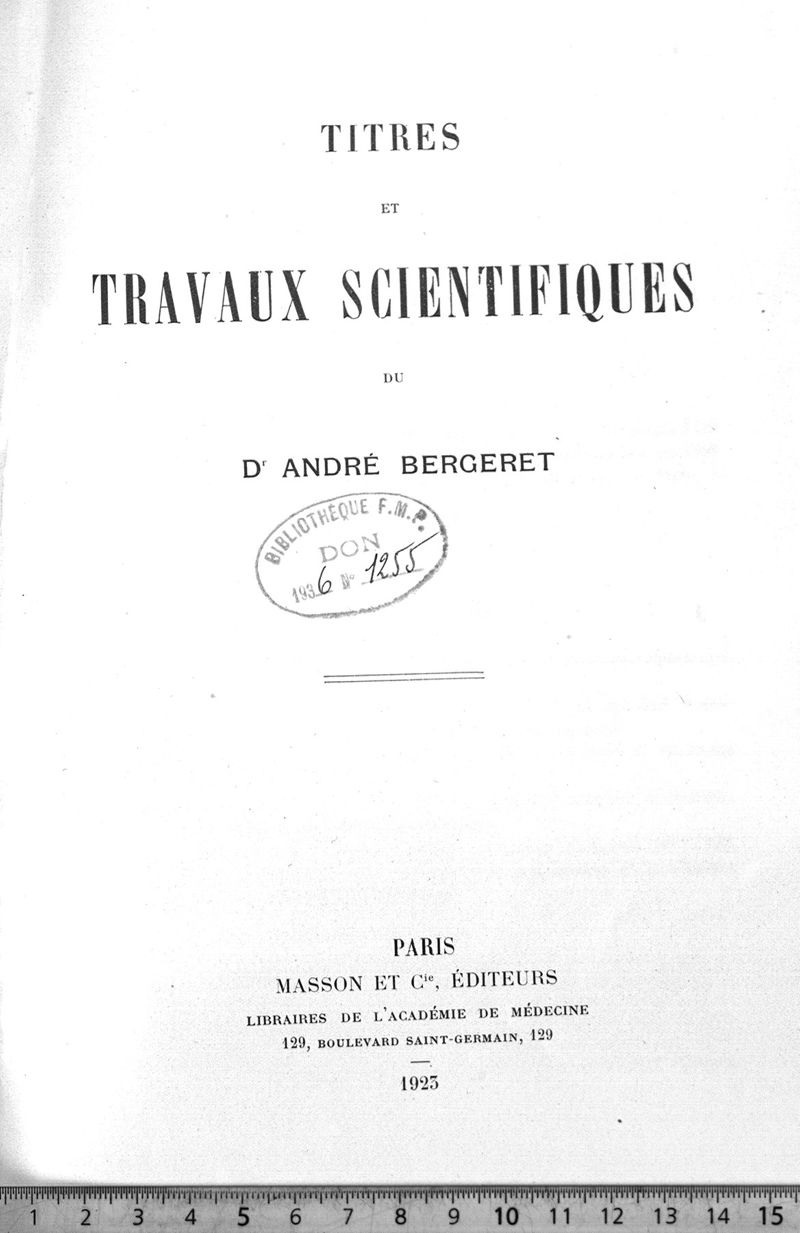 TITRES
ET
TRAVAUX SCIENTIFIQUES
DU
Dr ANDRÉ BERGERET
BIBLIOTHÈQUE F.M.P.
DON
1936 No 1255
PARIS
MASSON ET Cie, ÉDITEURS
LIBRAIRES DE L'ACADÉMIE DE MÉDECINE
129, BOULEVARD SAINT-GERMAIN, 129
1923
1 2 3 4 5 6 7 8 9 10 11 12 13 14 15